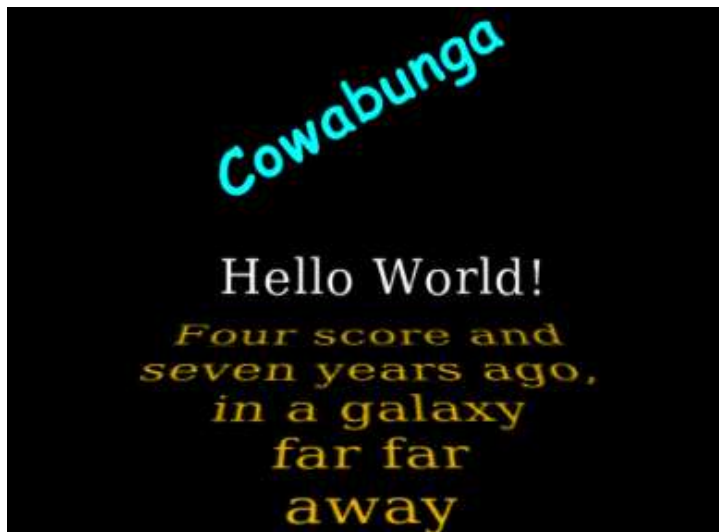 Cowabunga
Hello World!
Four score and
seven years ago,
in a galaxy
far far
away